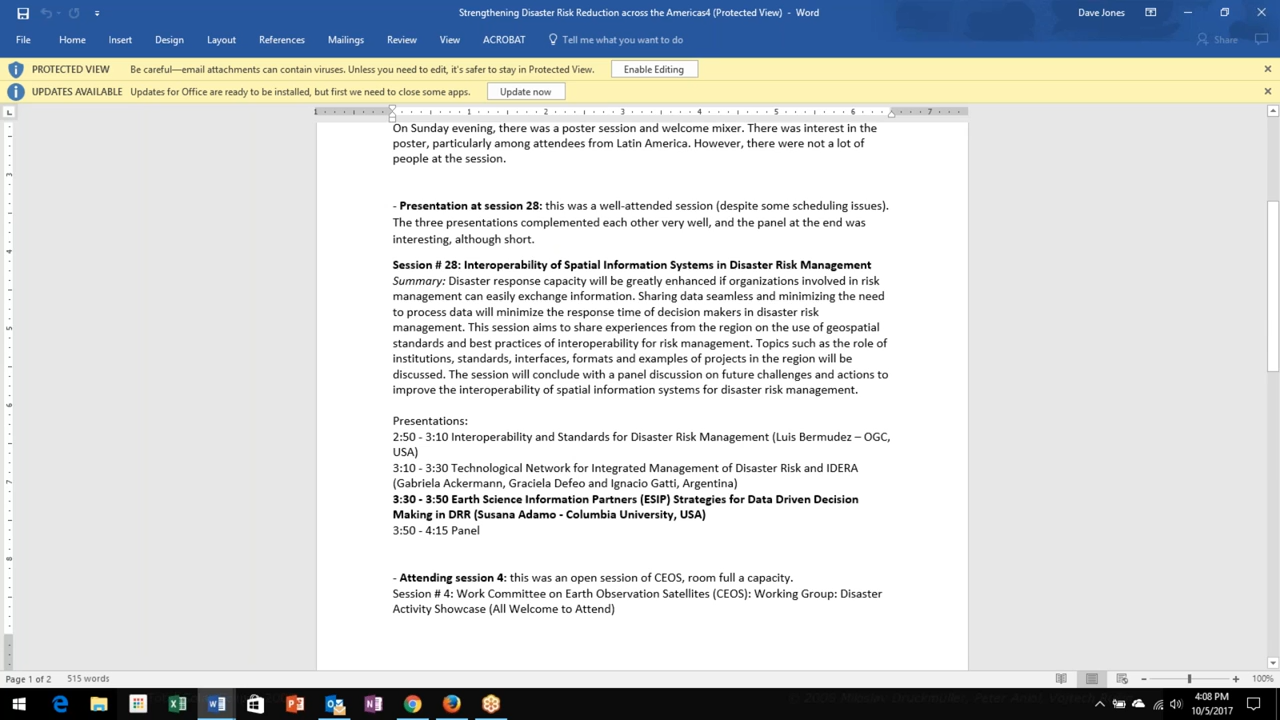 Strengthening Disaster Risk Reduction across the Americas4 (Protected View) - Word
Dave Jones
File Home Insert Design Layout References Mailings Review View ACROBAT Tell me what you want to do
Share
PROTECTED VIEW Be careful—email attachments can contain viruses. Unless you need to edit, it's safer to stay in Protected View. Enable Editing
UPDATES AVAILABLE Updates for Office are ready to be installed, but first we need to close some apps. Update now
1 1 2 3 4 5 6 7
On Sunday evening, there was a poster session and welcome mixer. There was interest in the
poster, particularly among attendees from Latin America. However, there were not a lot of
people at the session.
- Presentation at session 28: this was a well-attended session (despite some scheduling issues).
The three presentations complemented each other very well, and the panel at the end was
interesting, although short.
Session # 28: Interoperability of Spatial Information Systems in Disaster Risk Management
Summary: Disaster response capacity will be greatly enhanced if organizations involved in risk
management can easily exchange information. Sharing data seamless and minimizing the need
to process data will minimize the response time of decision makers in disaster risk
management. This session aims to share experiences from the region on the use of geospatial
standards and best practices of interoperability for risk management. Topics such as the role of
institutions, standards, interfaces, formats and examples of projects in the region will be
discussed. The session will conclude with a panel discussion on future challenges and actions to
improve the interoperability of spatial information systems for disaster risk management.
Presentations:
2:50 - 3:10 Interoperability and Standards for Disaster Risk Management (Luis Bermudez – OGC,
USA)
3:10 - 3:30 Technological Network for Integrated Management of Disaster Risk and IDERA
(Gabriela Ackermann, Graciela Defeo and Ignacio Gatti, Argentina)
3:30 - 3:50 Earth Science Information Partners (ESIP) Strategies for Data Driven Decision
Making in DRR (Susana Adamo - Columbia University, USA)
3:50 - 4:15 Panel
- Attending session 4: this was an open session of CEOS, room full a capacity.
Session # 4: Work Committee on Earth Observation Satellites (CEOS): Working Group: Disaster
Activity Showcase (All Welcome to Attend)
Page 1 of 2 515 words
100%
4:08 PM
10/5/2017